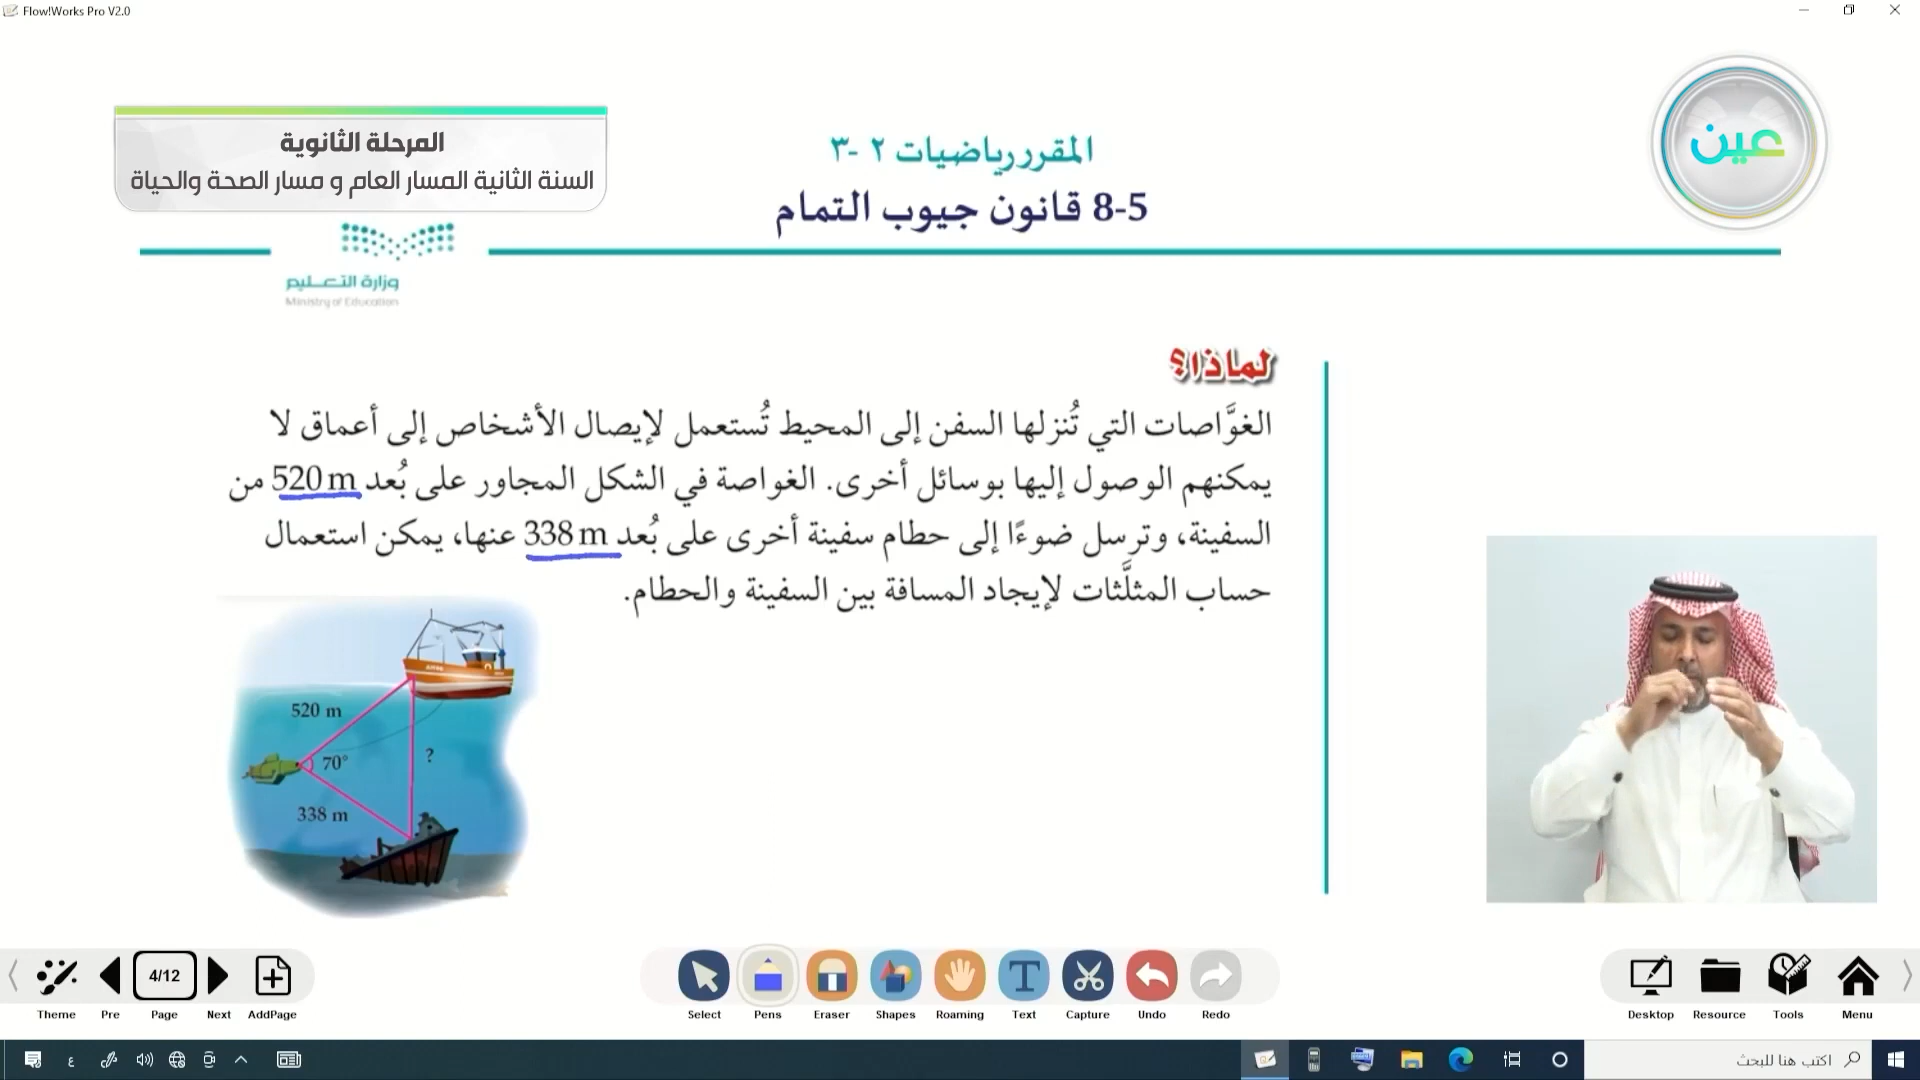 Flow!Works Pro V2.0
المرحلة الثانوية
السنة الثانية المسار العام و مسار الصحة والحياة
المقرر رياضيات ٢ -٣
8-5 قانون جيوب التمام
عين
وزارة التعليم
Ministry of Education
لماذا؟
الغوَّاصات التي تُنزلها السفن إلى المحيط تُستعمل لإيصال الأشخاص إلى أعماق لا
يمكنهم الوصول إليها بوسائل أخرى. الغواصة في الشكل المجاور على بُعد 520 m من
السفينة، وترسل ضوءًا إلى حطام سفينة أخرى على بُعد 338 m عنها، يمكن استعمال
حساب المثلَّثات لإيجاد المسافة بين السفينة والحطام.
520 m
70°
?
338 m
4/12
Theme Pre Page Next AddPage
Select Pens Eraser Shapes Roaming Text Capture Undo Redo
Desktop Resource Tools Menu
ع
اكتب هنا للبحث